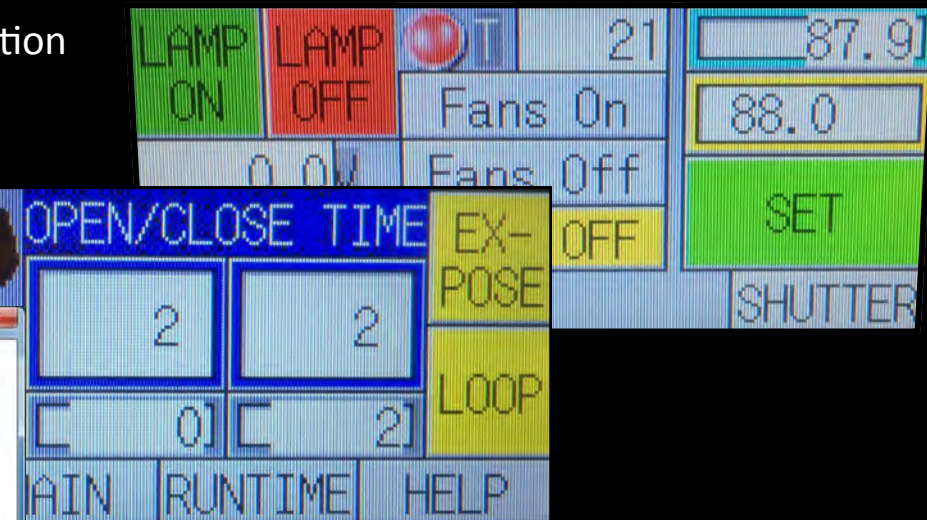 tion
LAMP ON
LAMP OFF
T
21
87.9
Fans On
88.0
0.0W
Fans Off
SET
OFF
SHUTTER
OPEN/CLOSE TIME
EX-
POSE
2
2
LOOP
0
2
AIN
RUNTIME
HELP